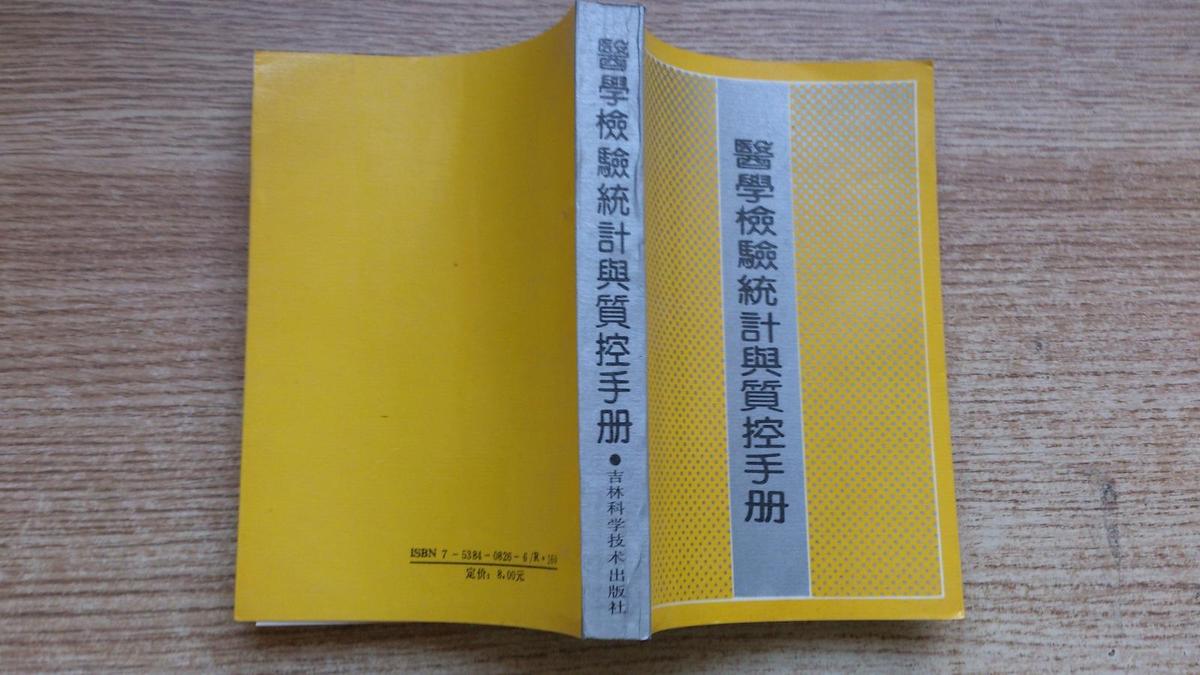 醫學檢驗統計與質控手册
醫學檢驗統計與質控手册●吉林科学技术出版社
ISBN 7-5384-0826-6/R·160
定价：8.00元